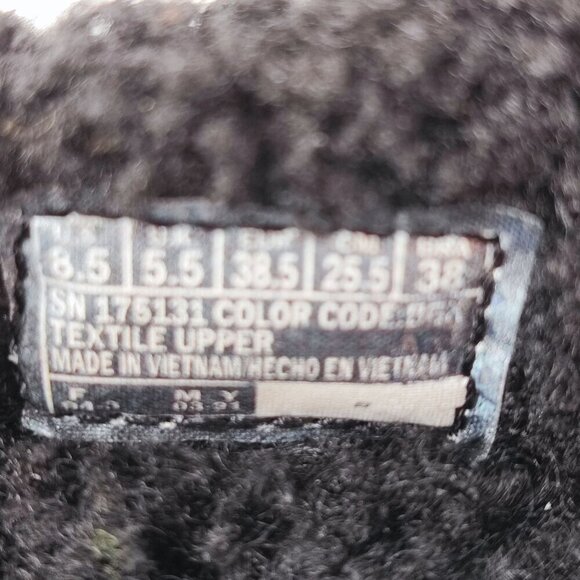 8.5 5.5 38.5 25.5 38
SN 175131 COLOR CODE:
TEXTILE UPPER
MADE IN VIETNAM/HECHO EN VIETNAM
F M Y